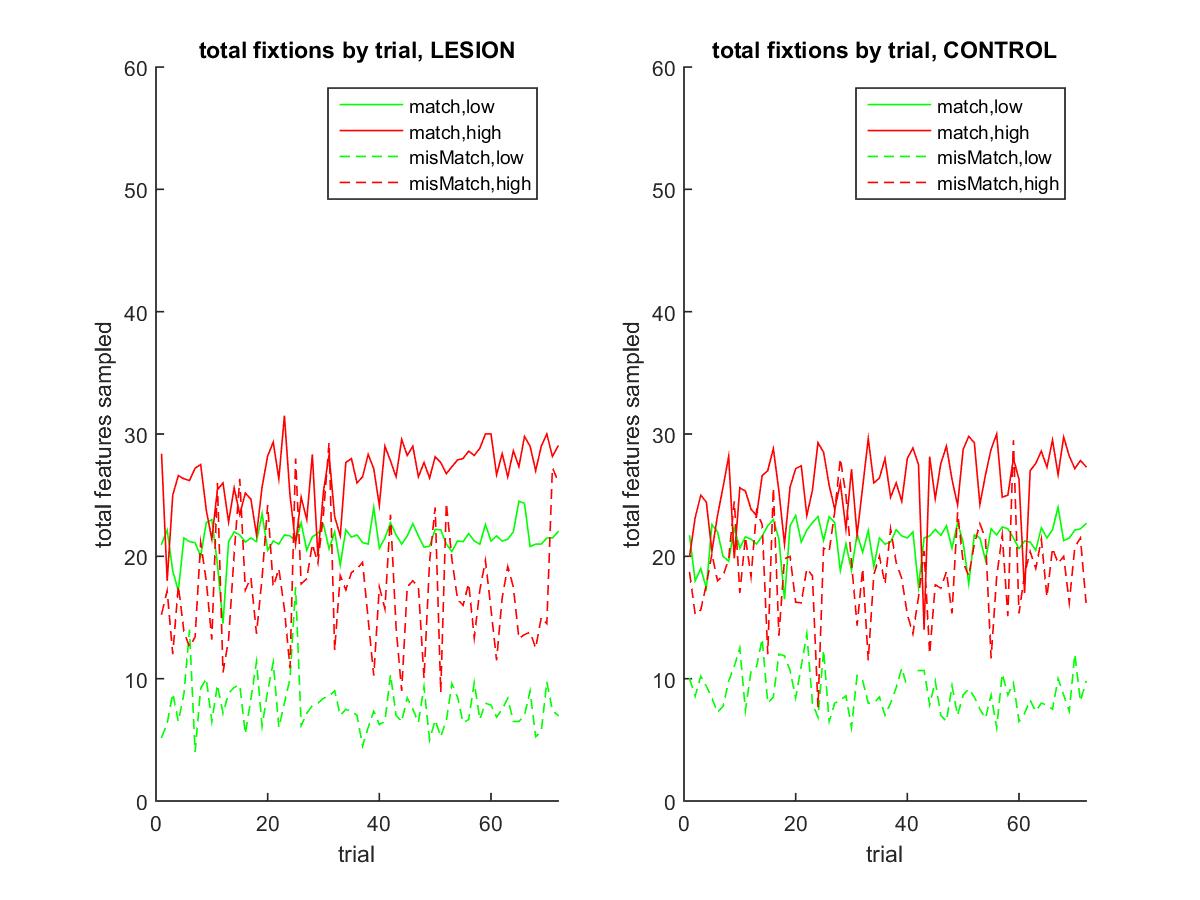 total fixtions by trial, LESION
60
50
40
30
20
10
0
0 20 40 60
trial
total features sampled
match,low
match,high
misMatch,low
misMatch,high
total fixtions by trial, CONTROL
60
50
40
30
20
10
0
0 20 40 60
trial
total features sampled
match,low
match,high
misMatch,low
misMatch,high